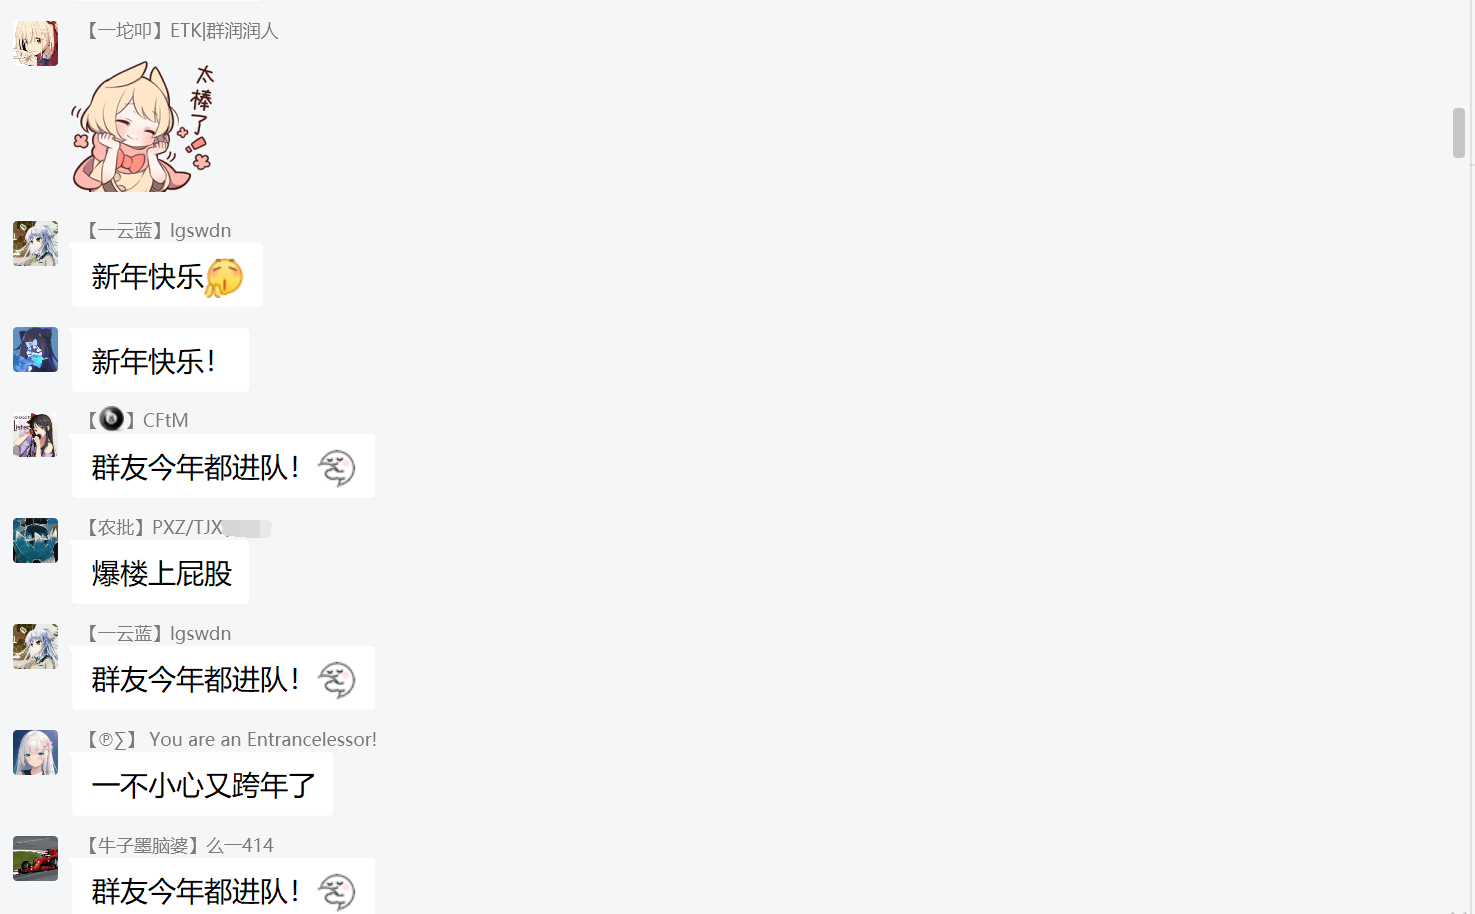 【一坨叩】ETK|群润润人
太棒了!
【一云蓝】lgswdn
新年快乐
新年快乐！
【】CFtM
群友今年都进队！
【农批】PXZ/TJX
爆楼上屁股
【一云蓝】lgswdn
群友今年都进队！
【℗∑】 You are an Entrancelessor!
一不小心又跨年了
【牛子墨脑婆】么一414
群友今年都进队！